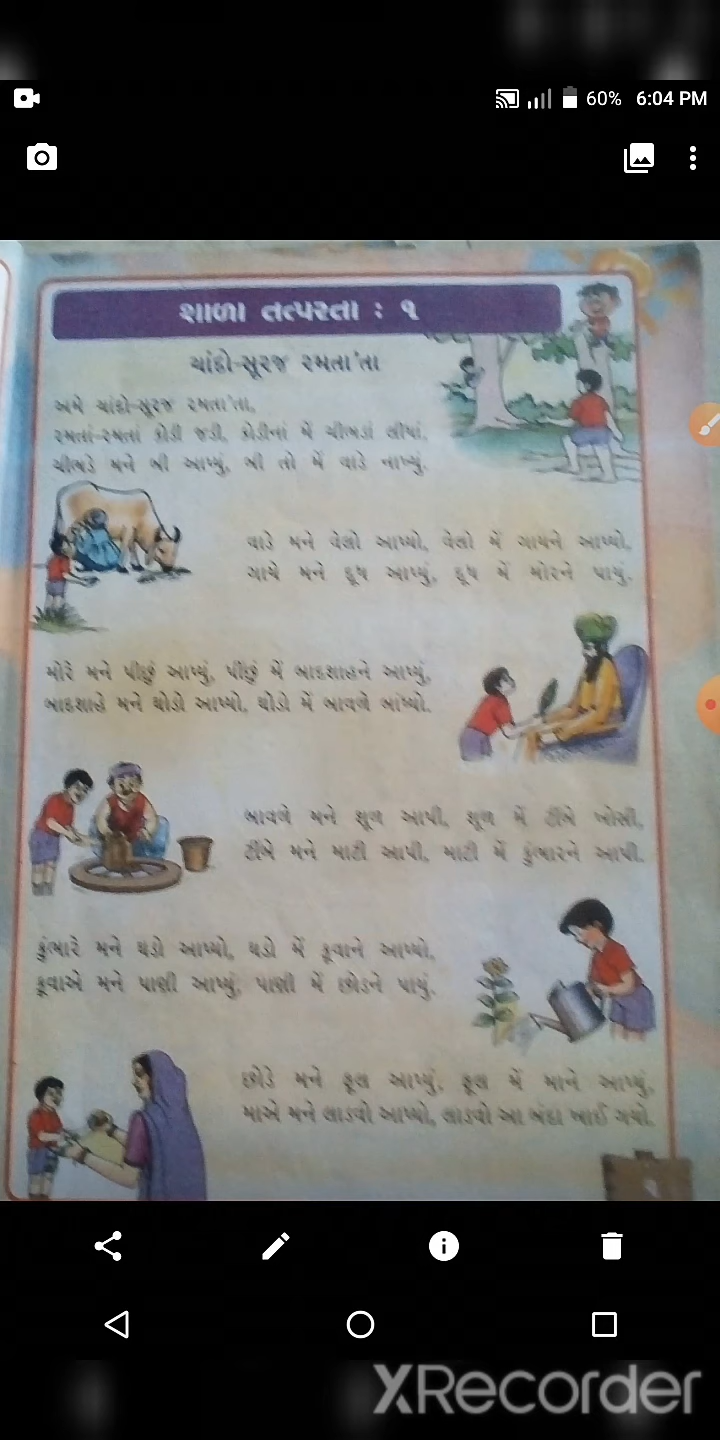 60% 6:04 PM
શાળા તત્પરતા : ૧
ચાંદો-સૂરજ રમતા'તા
અમે ચાંદો-સૂરજ રમતા'તા,
રમતાં-રમતાં કોડી જડી, કોડીનાં મેં ચીભડાં લીધાં,
ચીભડે મને બી આપ્યું, બી તો મેં વાડે નાખ્યું.
વાડે મને વેલો આપ્યો, વેલો મેં ગાયને આપ્યો,
ગાયે મને દૂધ આપ્યું, દૂધ મેં મોરને પાયું.
મોરે મને પીછું આપ્યું, પીછું મેં બાદશાહને આપ્યું,
બાદશાહે મને ઘોડો આપ્યો, ઘોડો મેં બાવળે બાંધ્યો.
બાવળે મને શૂળ આપી, શૂળ મેં ટીંબે ખોસી,
ટીંબે મને માટી આપી, માટી મેં કુંભારને આપી.
કુંભારે મને ઘડો આપ્યો, ઘડો મેં કૂવાને આપ્યો,
કૂવાએ મને પાણી આપ્યું, પાણી મેં છોડને પાયું.
છોડે મને ફૂલ આપ્યું, ફૂલ મેં માને આપ્યું,
માએ મને લાડવો આપ્યો, લાડવો આ બંદા ખાઈ ગયો.
૧
XRecorder